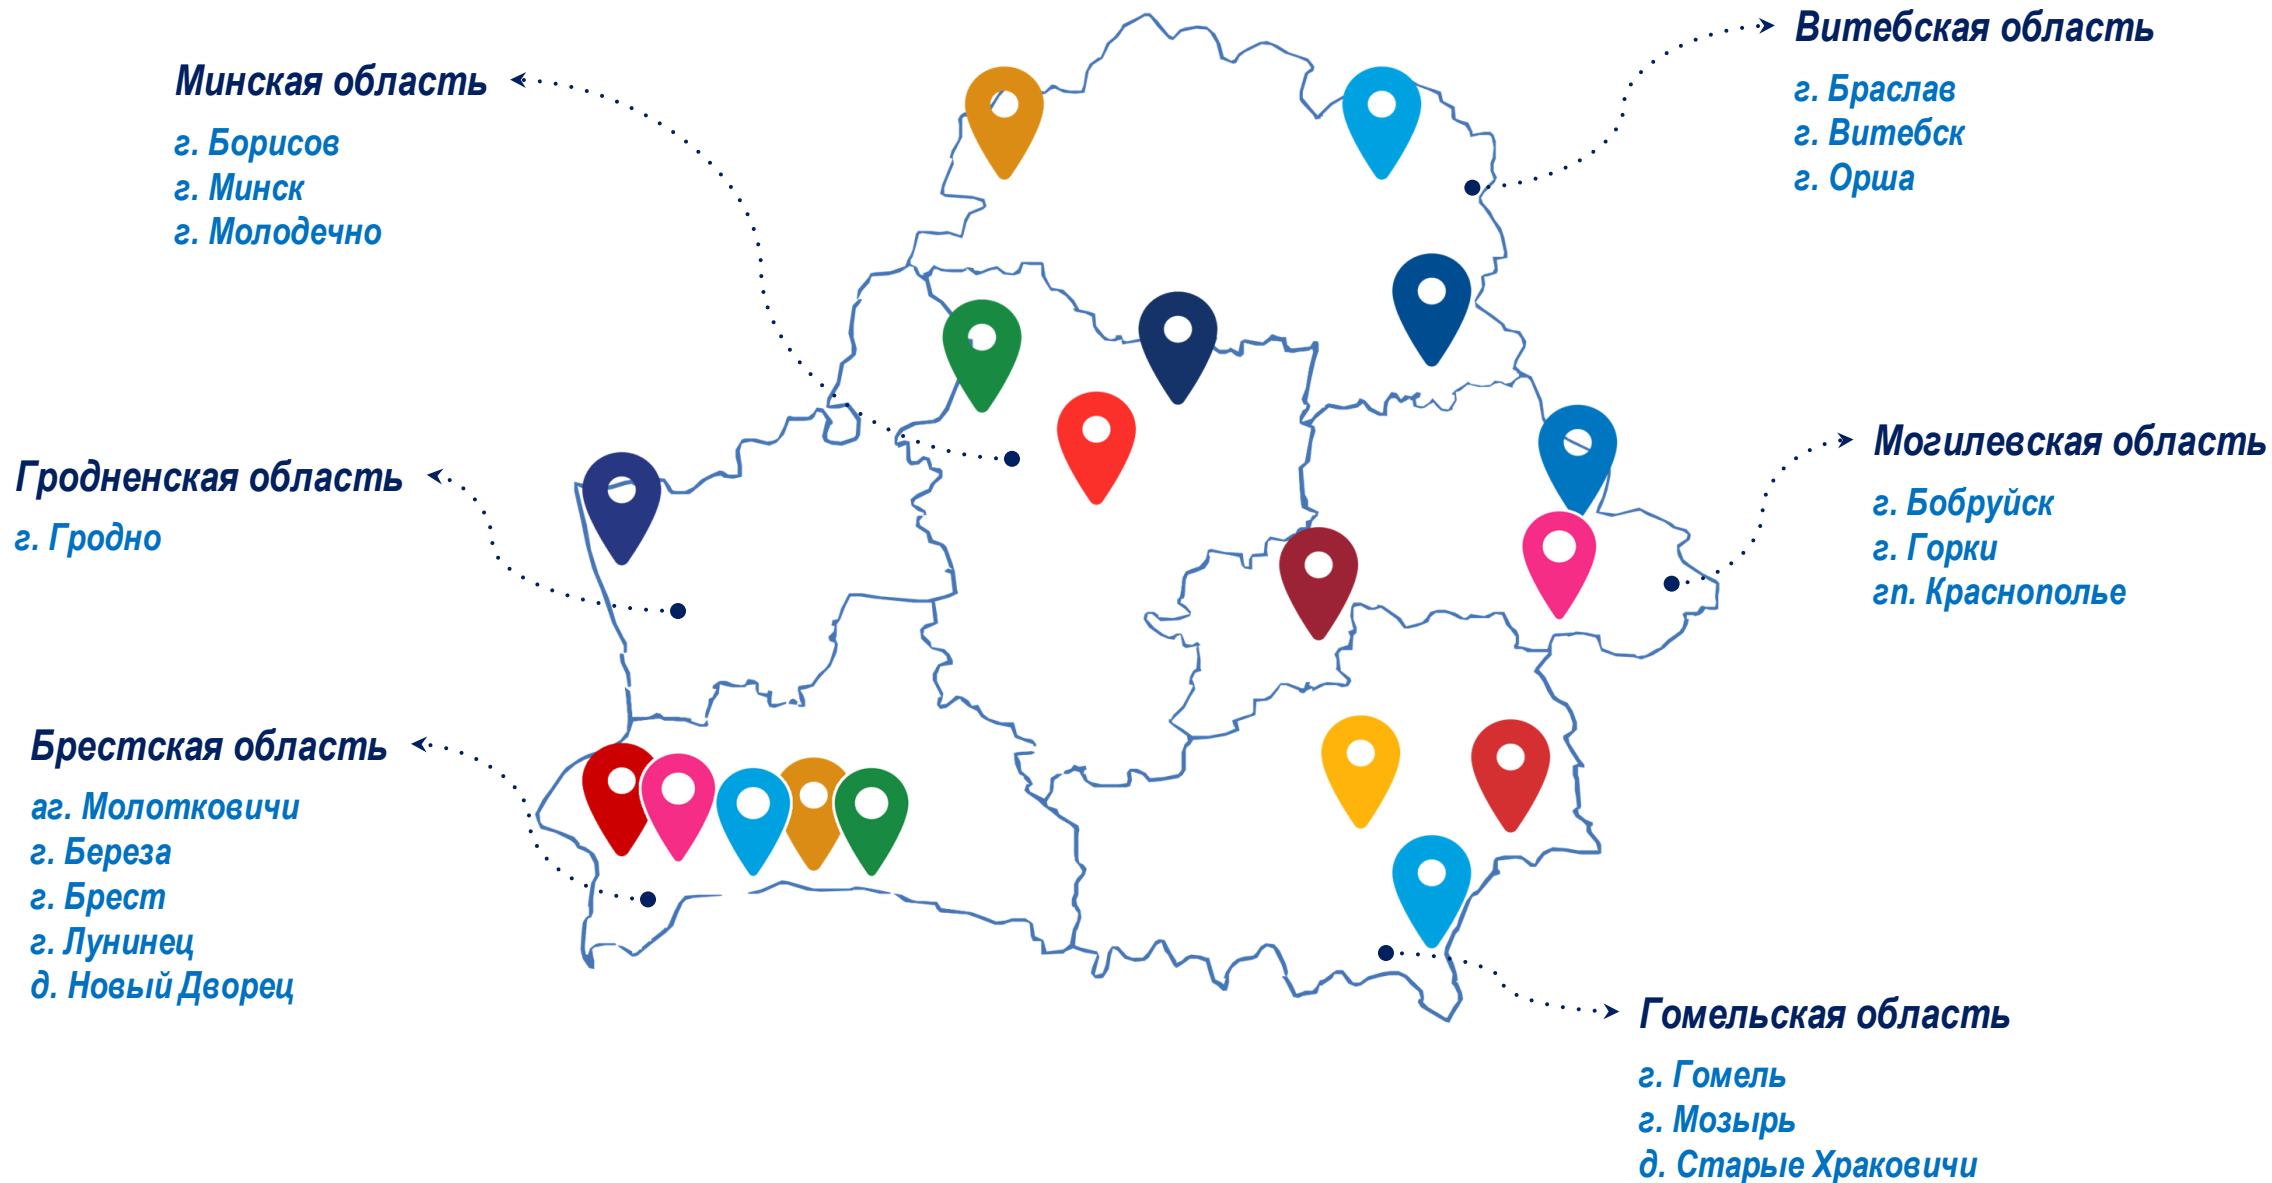 Минская область
г. Борисов
г. Минск
г. Молодечно
Витебская область
г. Браслав
г. Витебск
г. Орша
Гродненская область
г. Гродно
Могилевская область
г. Бобруйск
г. Горки
гп. Краснополье
Брестская область
аг. Молотковичи
г. Береза
г. Брест
г. Лунинец
д. Новый Дворец
Гомельская область
г. Гомель
г. Мозырь
д. Старые Храковичи